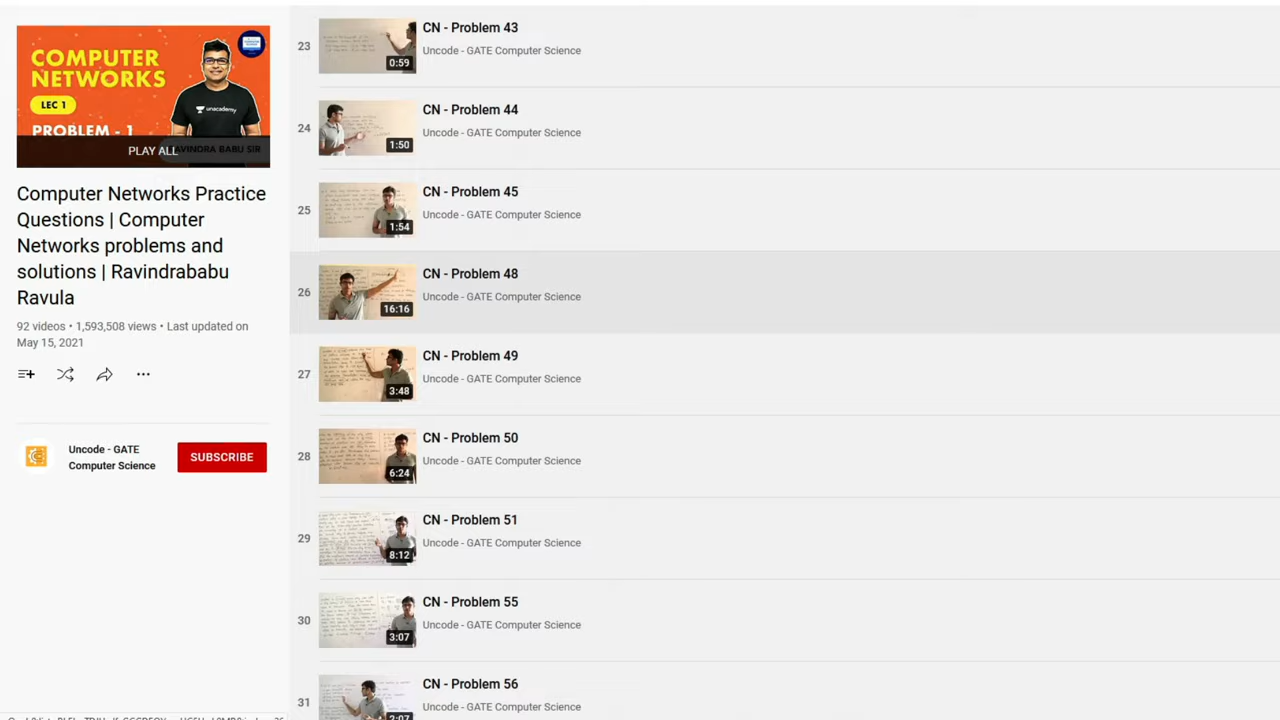 COMPUTER
NETWORKS
LEC 1
unacademy
PROBLEM - 1
PLAY ALL
RAVINDRA BABU SIR
Computer Networks Practice
Questions | Computer
Networks problems and
solutions | Ravindrababu
Ravula
92 videos • 1,593,508 views • Last updated on
May 15, 2021
Uncode - GATE
Computer Science
SUBSCRIBE
23
0:59
CN - Problem 43
Uncode - GATE Computer Science
24
1:50
CN - Problem 44
Uncode - GATE Computer Science
25
1:54
CN - Problem 45
Uncode - GATE Computer Science
26
16:16
CN - Problem 48
Uncode - GATE Computer Science
27
3:48
CN - Problem 49
Uncode - GATE Computer Science
28
6:24
CN - Problem 50
Uncode - GATE Computer Science
29
8:12
CN - Problem 51
Uncode - GATE Computer Science
30
3:07
CN - Problem 55
Uncode - GATE Computer Science
31
CN - Problem 56
Uncode - GATE Computer Science